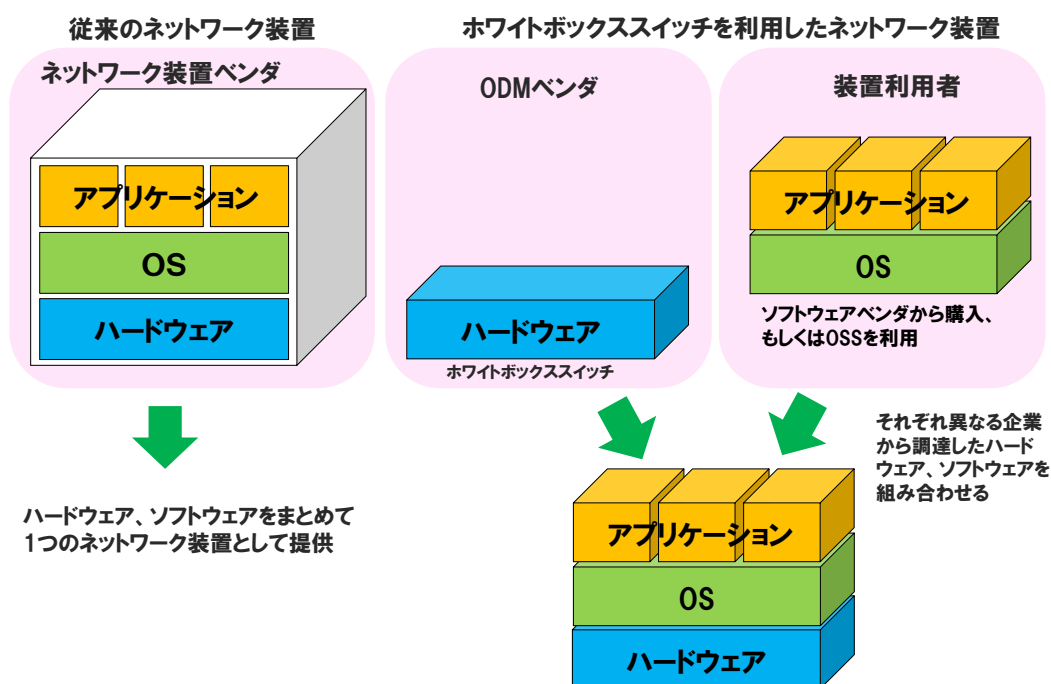 従来のネットワーク装置
ネットワーク装置ベンダ
アプリケーション
OS
ハードウェア
ハードウェア、ソフトウェアをまとめて
1つのネットワーク装置として提供
ホワイトボックススイッチを利用したネットワーク装置
ODMベンダ
ハードウェア
ホワイトボックススイッチ
装置利用者
アプリケーション
OS
ソフトウェアベンダから購入、
もしくはOSSを利用
それぞれ異なる企業
から調達したハード
ウェア、ソフトウェアを
組み合わせる
アプリケーション
OS
ハードウェア